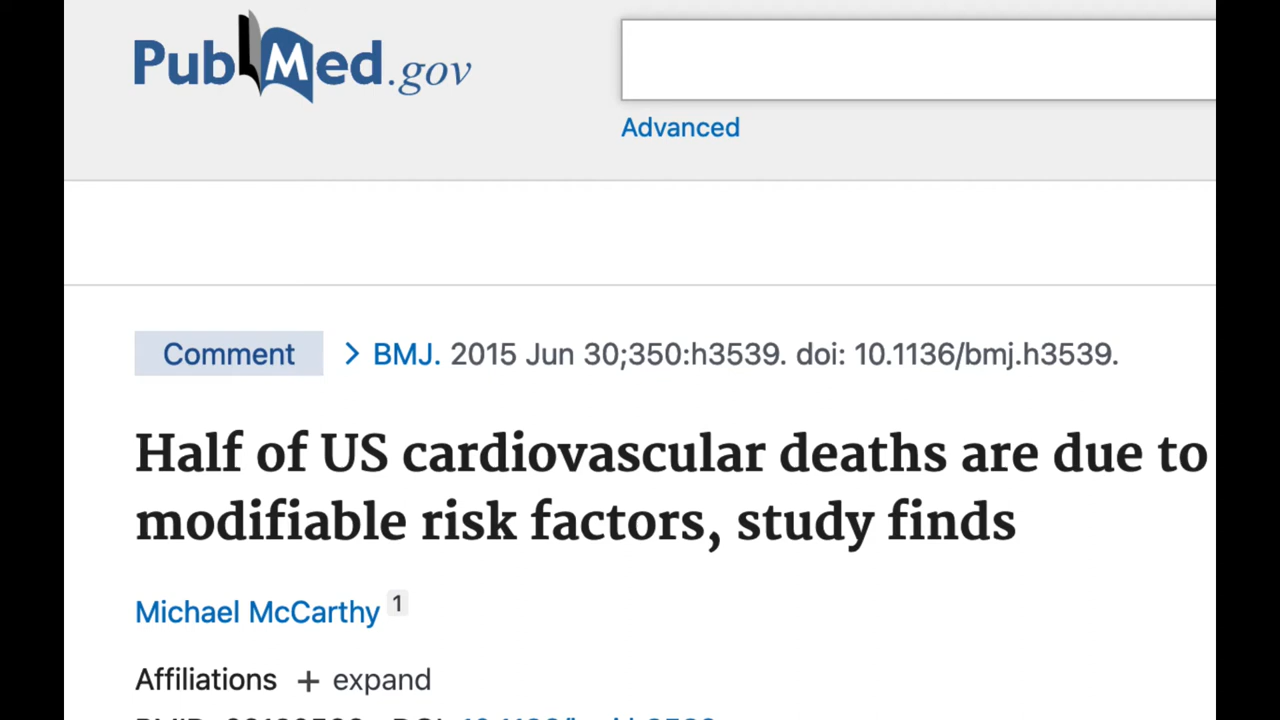 PubMed.gov
Advanced
Comment > BMJ. 2015 Jun 30;350:h3539. doi: 10.1136/bmj.h3539.
Half of US cardiovascular deaths are due to
modifiable risk factors, study finds
Michael McCarthy 1
Affiliations + expand